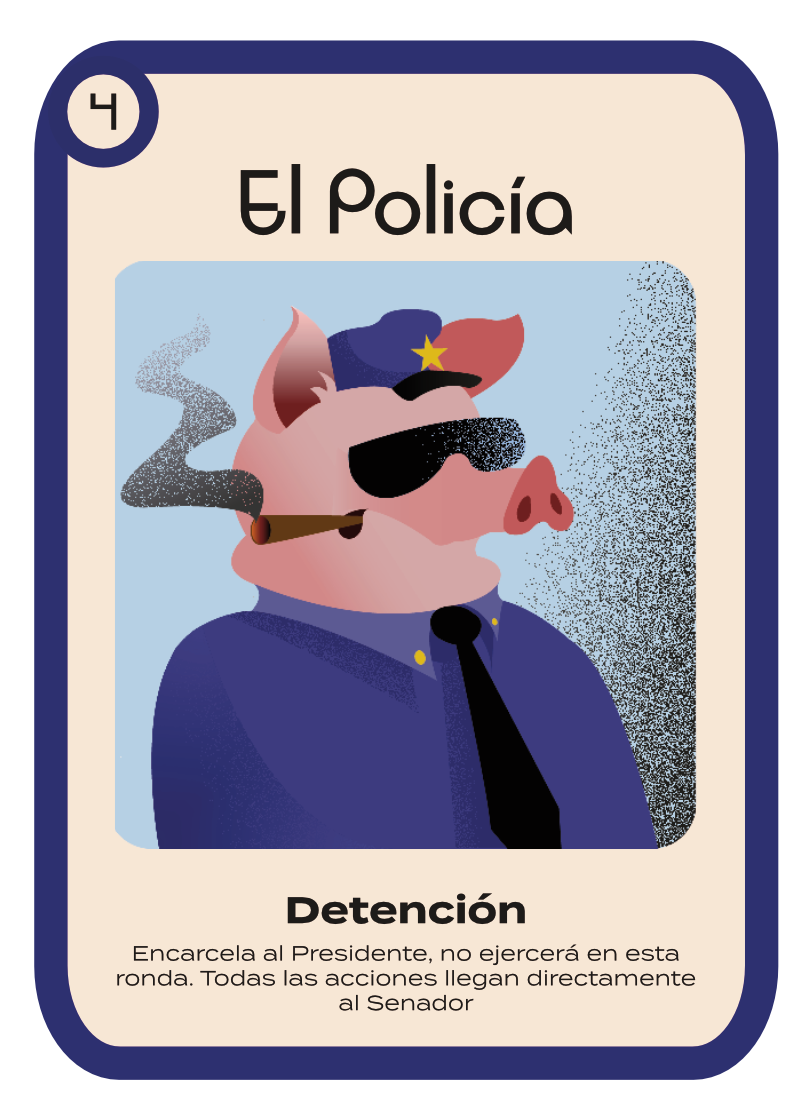 4
El Policía
Detención
Encarcela al Presidente, no ejercerá en esta
ronda. Todas las acciones llegan directamente
al Senador